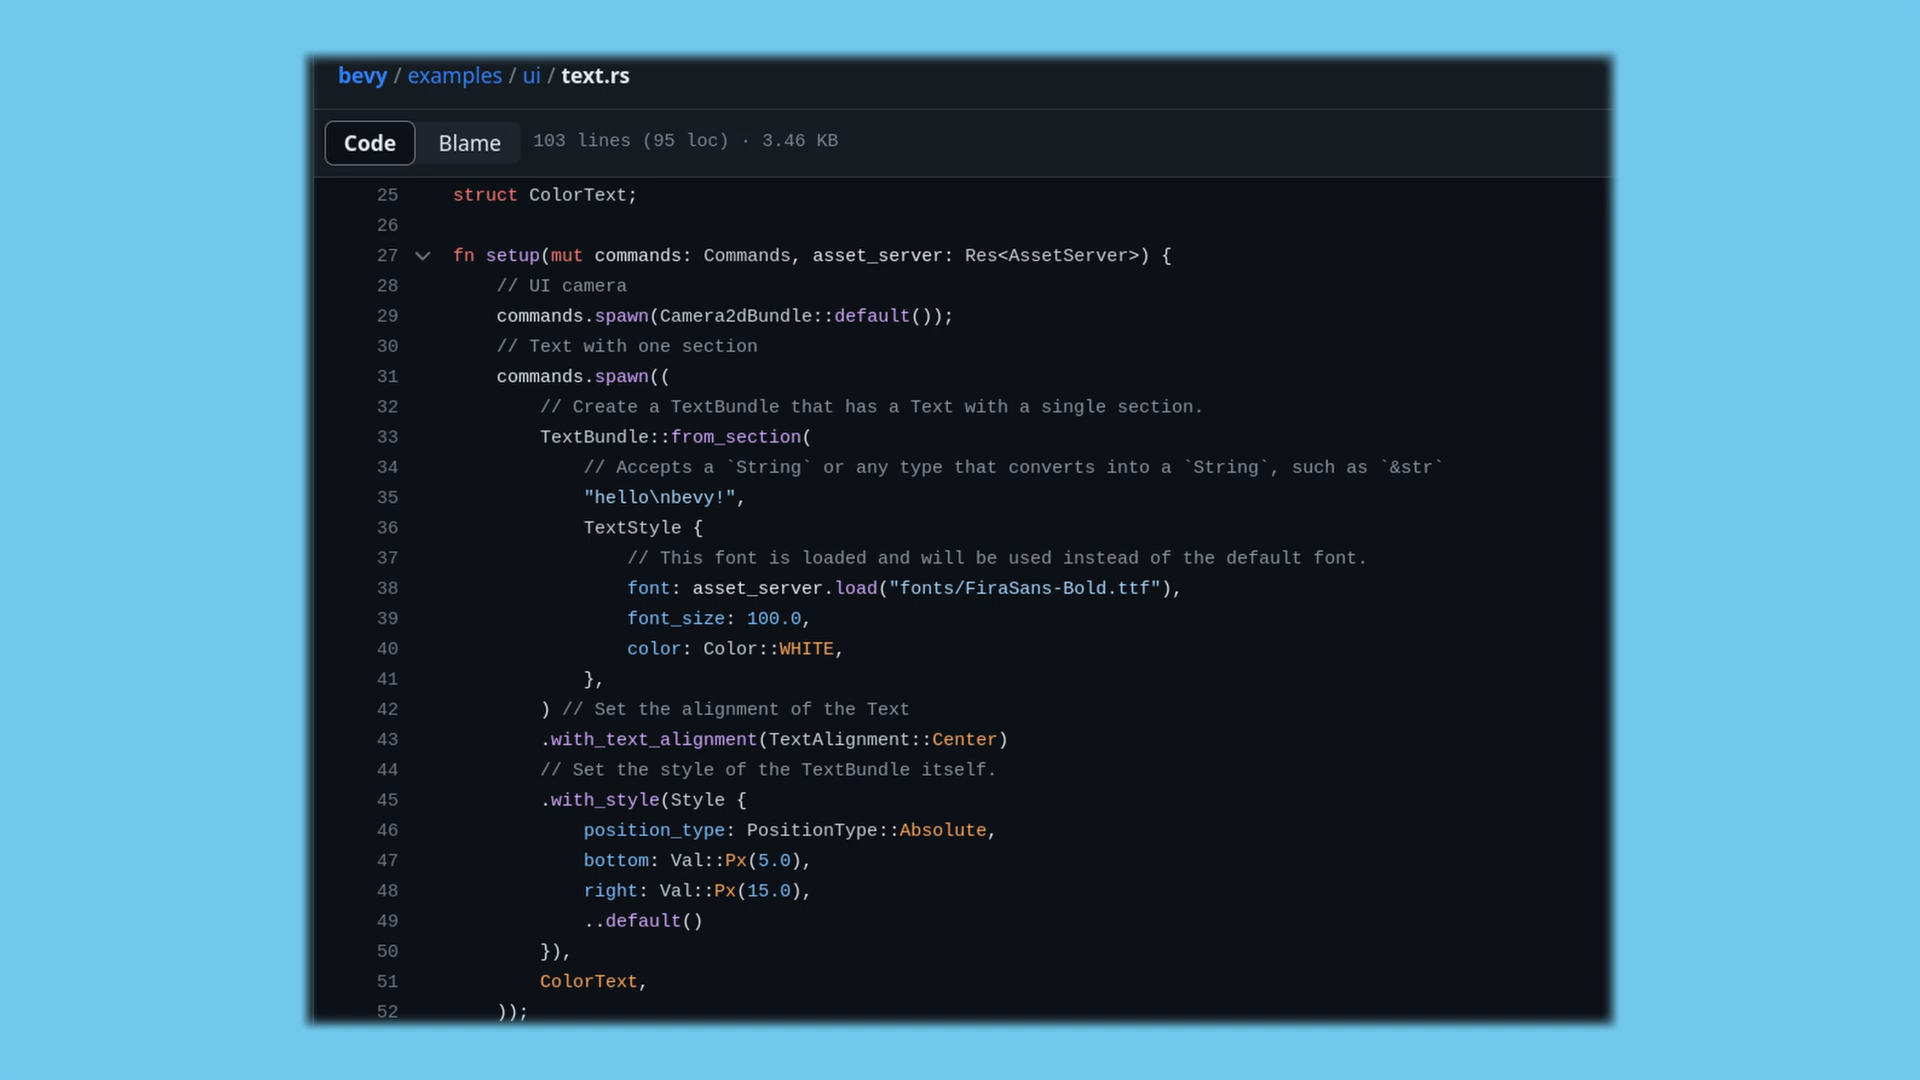 bevy / examples / ui / text.rs
Code Blame 103 lines (95 loc) · 3.46 KB
25 struct ColorText;
26
27 fn setup(mut commands: Commands, asset_server: Res<AssetServer>) {
28     // UI camera
29     commands.spawn(Camera2dBundle::default());
30     // Text with one section
31     commands.spawn((
32         // Create a TextBundle that has a Text with a single section.
33         TextBundle::from_section(
34             // Accepts a `String` or any type that converts into a `String`, such as `&str`
35             "hello\nbevy!",
36             TextStyle {
37                 // This font is loaded and will be used instead of the default font.
38                 font: asset_server.load("fonts/FiraSans-Bold.ttf"),
39                 font_size: 100.0,
40                 color: Color::WHITE,
41             },
42         ) // Set the alignment of the Text
43         .with_text_alignment(TextAlignment::Center)
44         // Set the style of the TextBundle itself.
45         .with_style(Style {
46             position_type: PositionType::Absolute,
47             bottom: Val::Px(5.0),
48             right: Val::Px(15.0),
49             ..default()
50         }),
51         ColorText,
52     ));